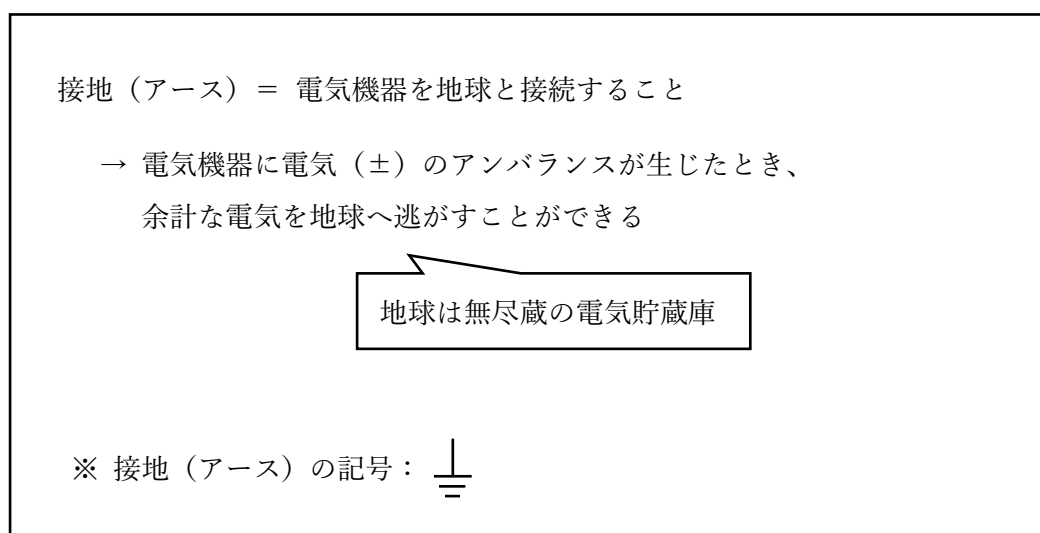 接地（アース）＝ 電気機器を地球と接続すること
→ 電気機器に電気（±）のアンバランスが生じたとき、
余計な電気を地球へ逃がすことができる
地球は無尽蔵の電気貯蔵庫
※ 接地（アース）の記号：